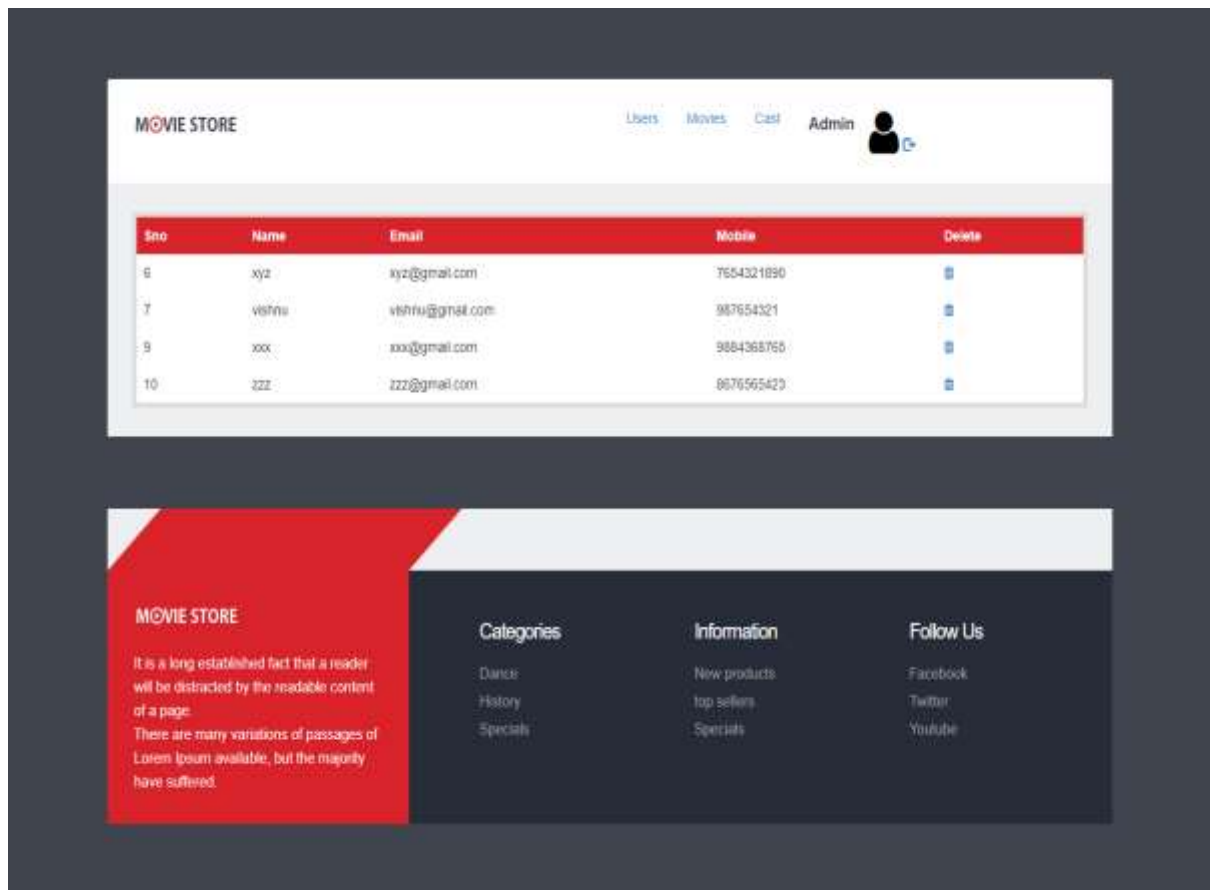 MOVIE STORE
Users Movies Cast Admin
Sno Name Email Mobile Delete
6 xyz xyz@gmail.com 7654321890
7 vishnu vishnu@gmail.com 987654321
9 xxx xxx@gmail.com 9884368765
10 zzz zzz@gmail.com 8676565423
MOVIE STORE
It is a long established fact that a reader
will be distracted by the readable content
of a page.
There are many variations of passages of
Lorem Ipsum available, but the majority
have suffered.
Categories
Dance
History
Specials
Information
New products
top sellers
Specials
Follow Us
Facebook
Twitter
Youtube